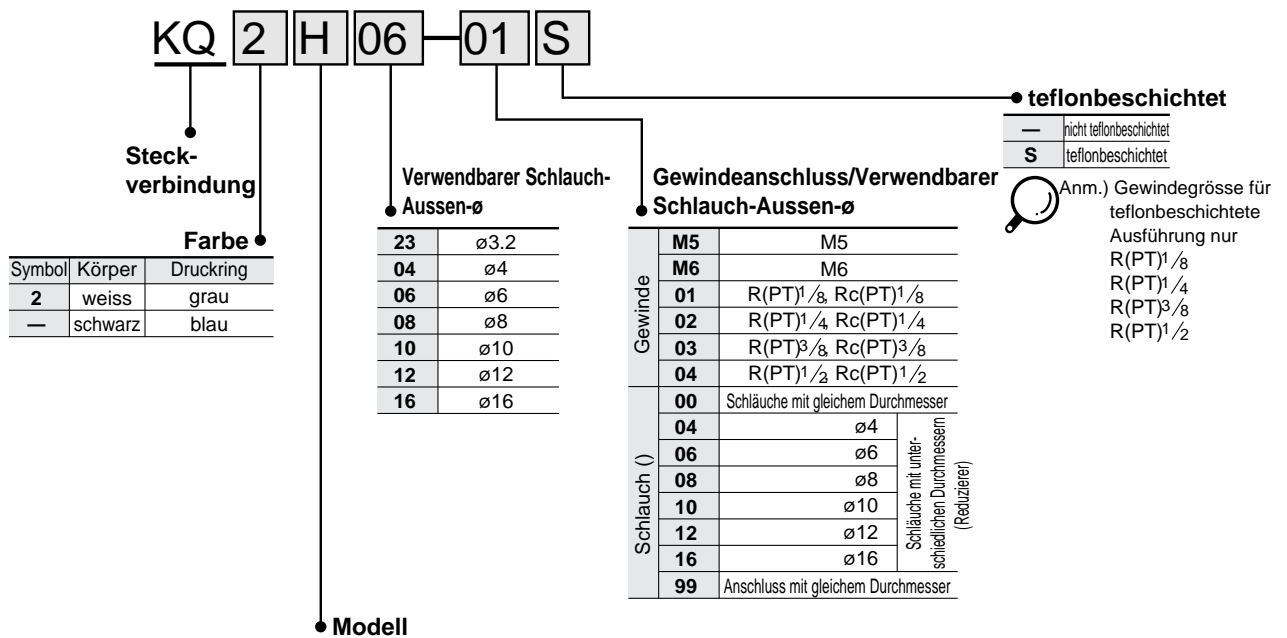 KQ 2 H 06 — 01 S
teflonbeschichtet
— nicht teflonbeschichtet
S teflonbeschichtet
Anm.) Gewindegrösse für
teflonbeschichtete
Ausführung nur
R(PT)1/8
R(PT)1/4
R(PT)3/8
R(PT)1/2
Steck-
verbindung
Farbe
Symbol Körper Druckring
2 weiss grau
— schwarz blau
Verwendbarer Schlauch-
Aussen-ø
23 ø3.2
04 ø4
06 ø6
08 ø8
10 ø10
12 ø12
16 ø16
Gewindeanschluss/Verwendbarer
Schlauch-Aussen-ø
Gewinde
M5 M5
M6 M6
01 R(PT)1/8, Rc(PT)1/8
02 R(PT)1/4, Rc(PT)1/4
03 R(PT)3/8, Rc(PT)3/8
04 R(PT)1/2, Rc(PT)1/2
Schlauch ()
00 Schläuche mit gleichem Durchmesser
04 ø4
06 ø6
08 ø8
10 ø10
12 ø12
16 ø16
Schläuche mit unter-
schiedlichen Durchmessern
(Reduzierer)
99 Anschluss mit gleichem Durchmesser
Modell